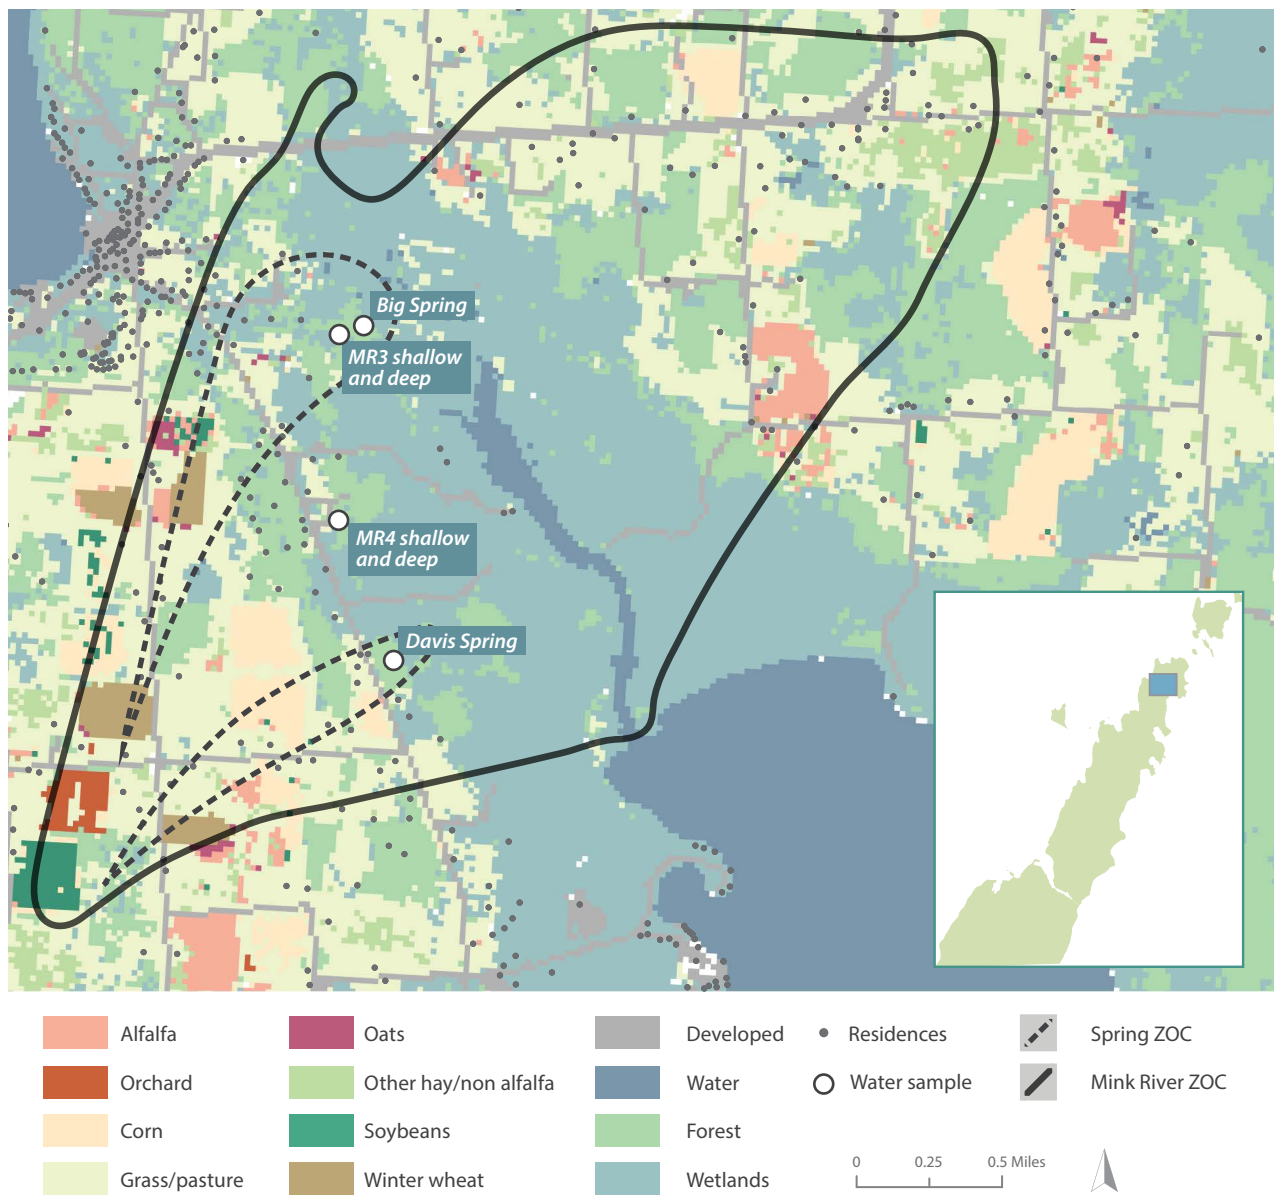 Big Spring
MR3 shallow
and deep
MR4 shallow
and deep
Davis Spring
Alfalfa
Oats
Developed
Residences
Spring ZOC
Orchard
Other hay/non alfalfa
Water
Water sample
Mink River ZOC
Corn
Soybeans
Forest
Grass/pasture
Winter wheat
Wetlands
0 0.25 0.5 Miles